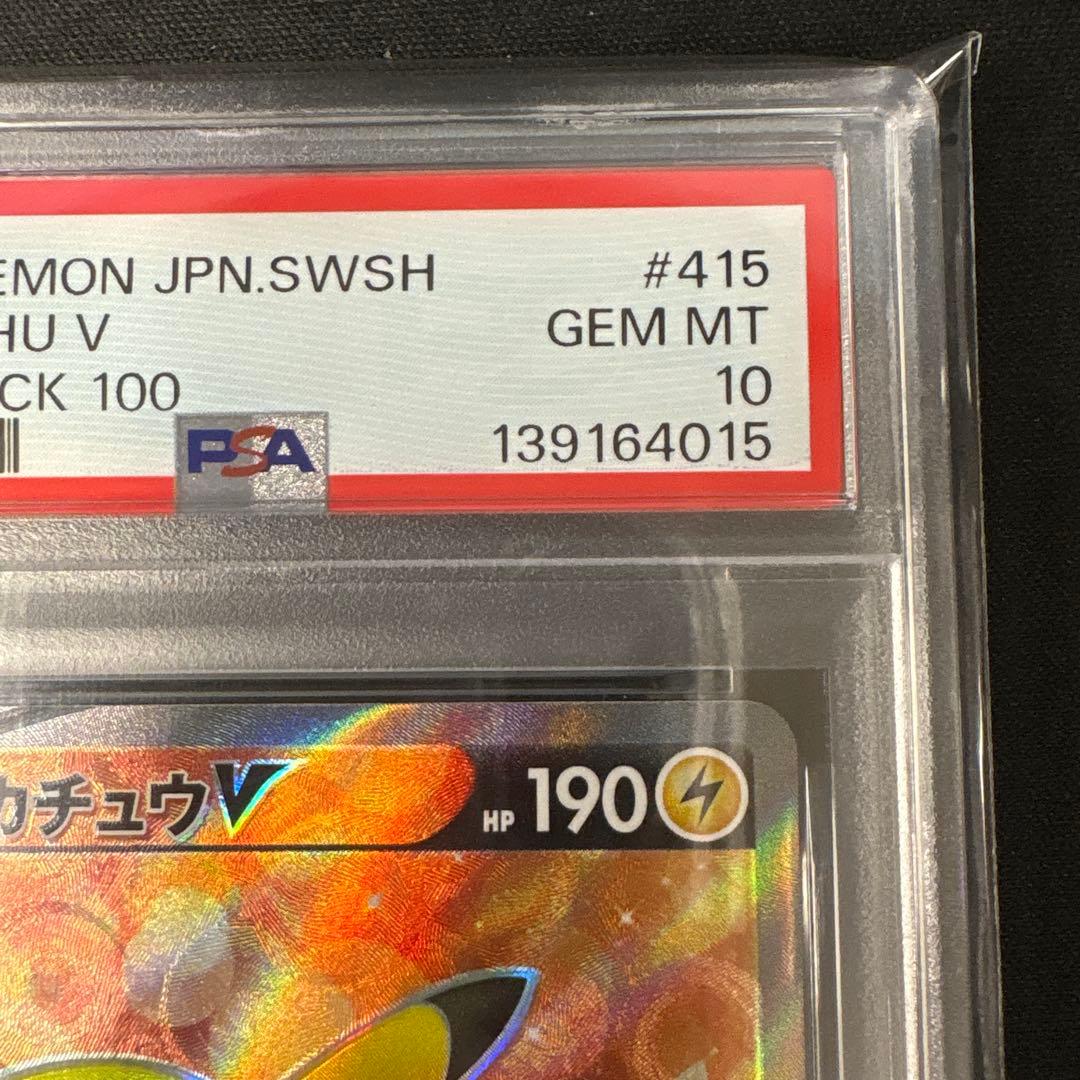 EMON JPN.SWSH #415
HU V GEM MT
CK 100 10
PSA 139164015
カチュウV HP 190